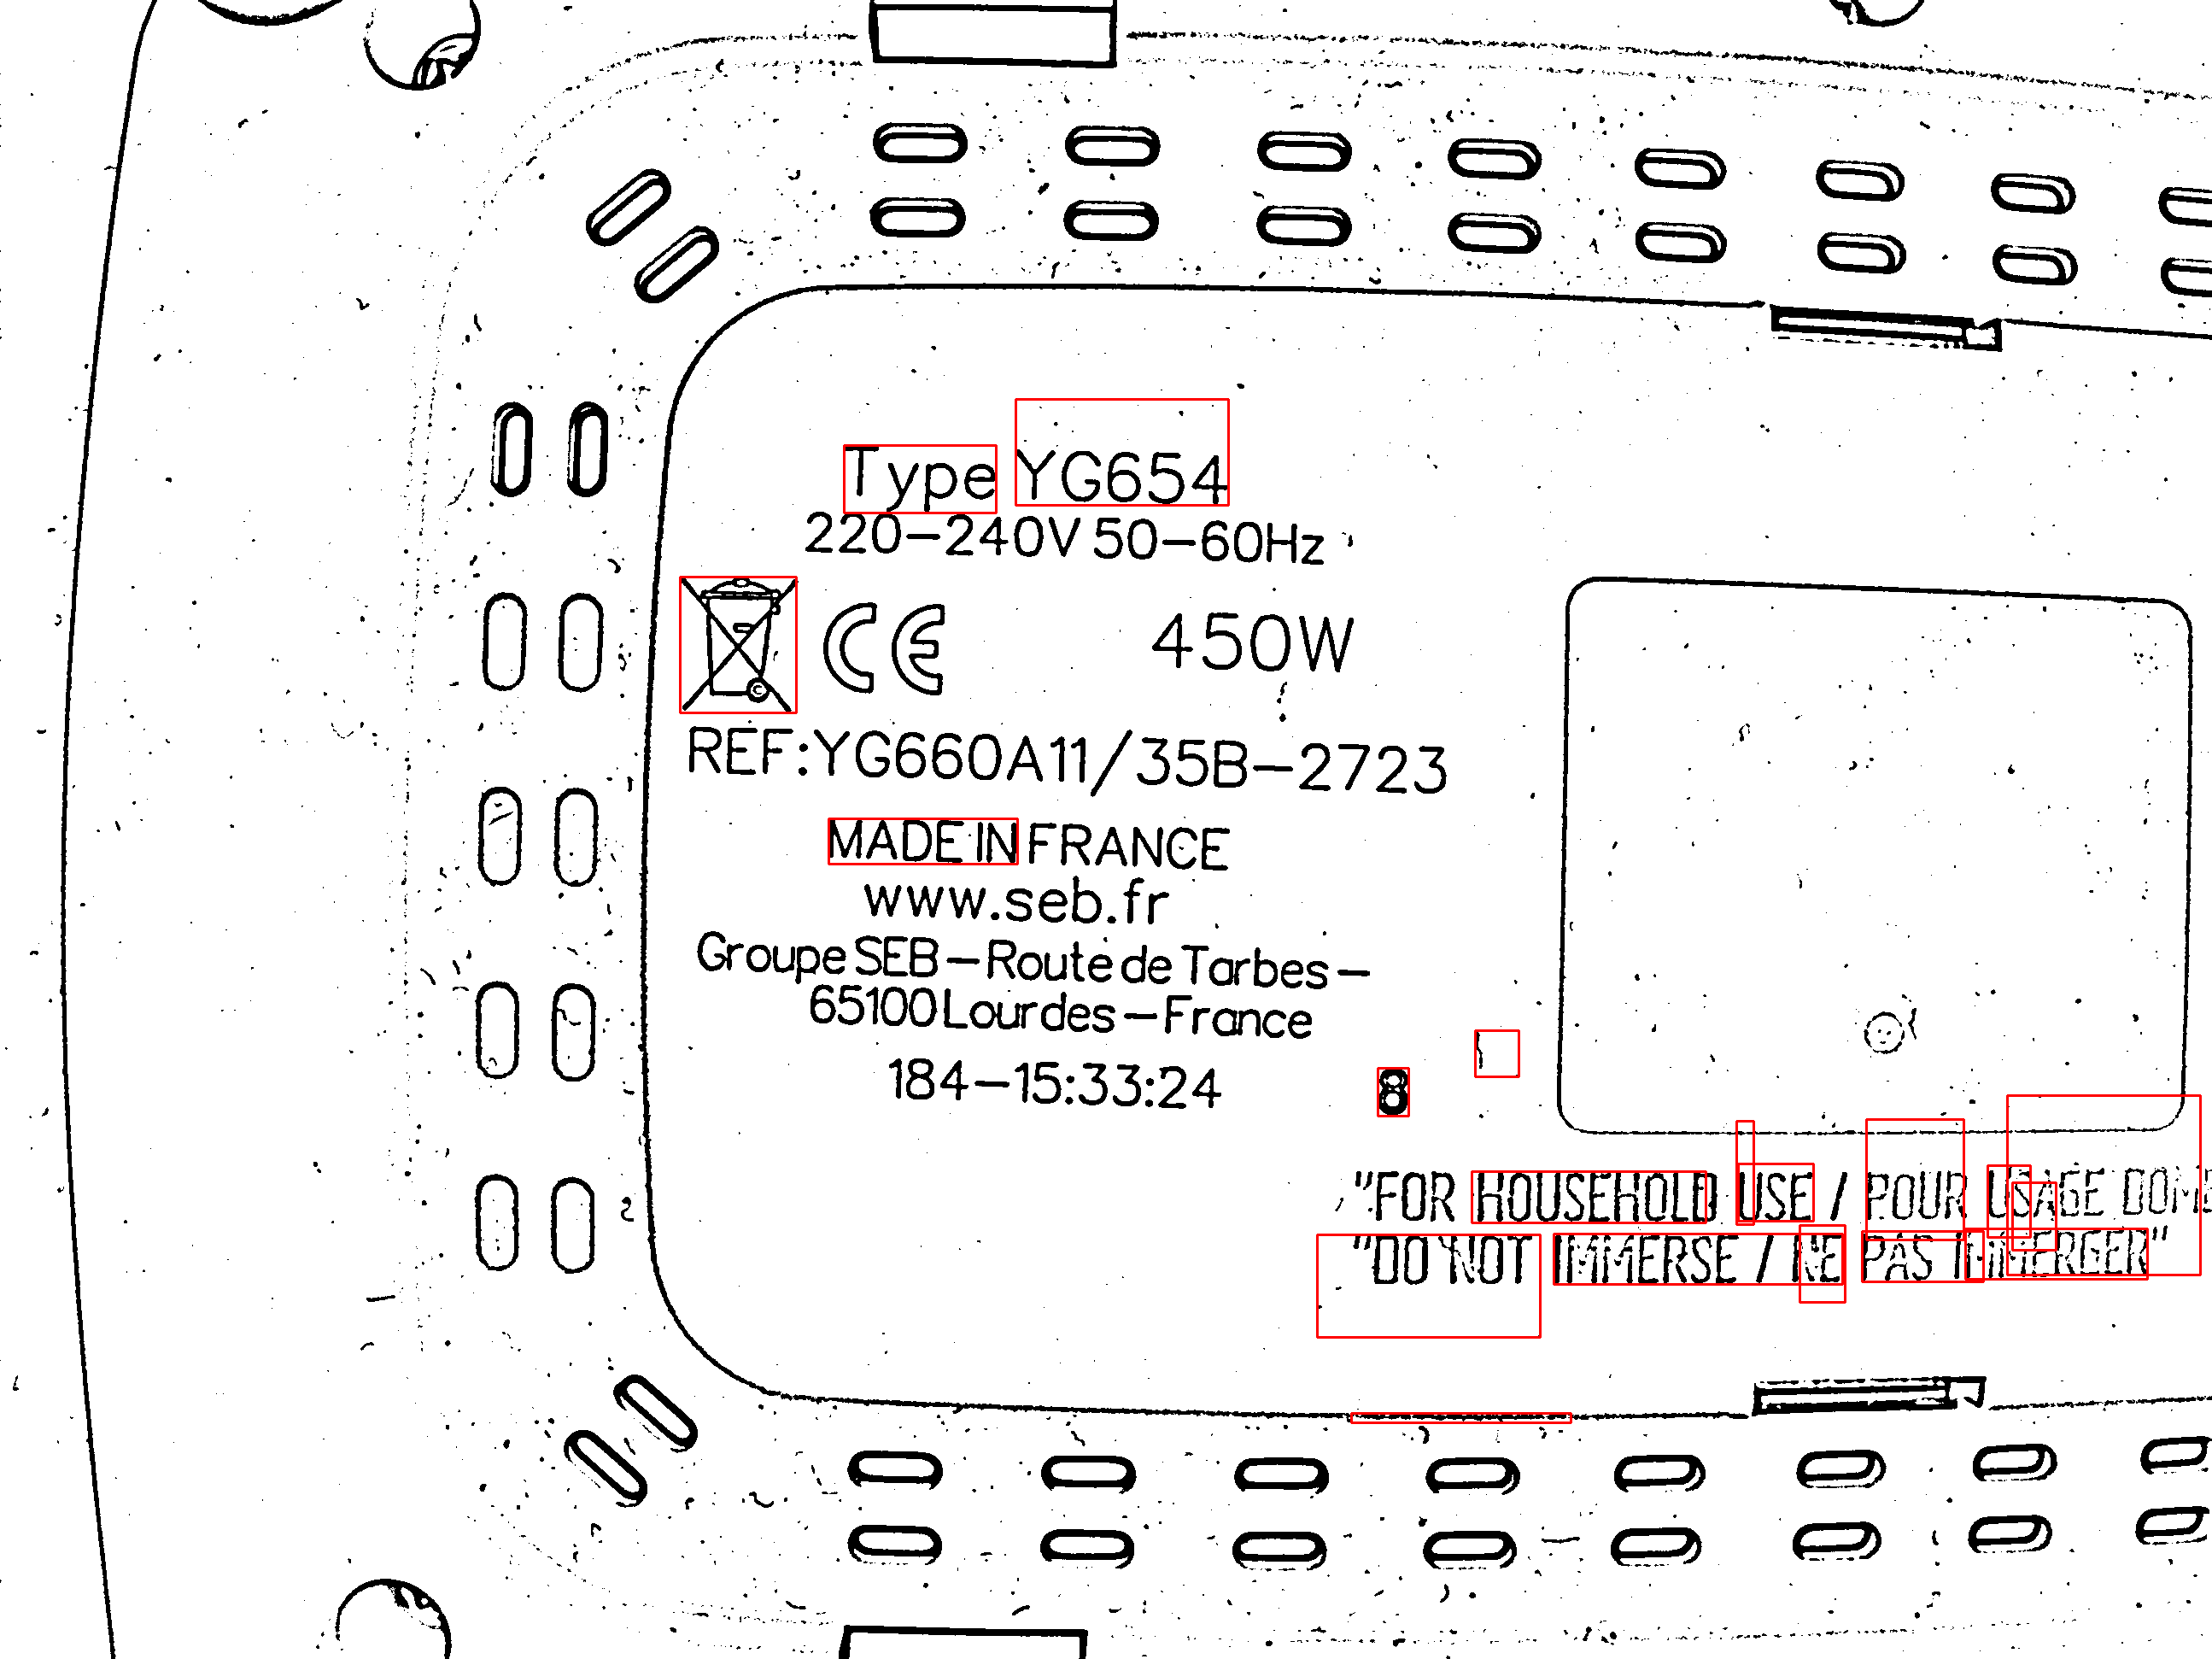 Type YG654
220-240V 50-60Hz
CE 450W
REF:YG660A11/35B-2723
MADE IN FRANCE
www.seb.fr
Groupe SEB - Route de Tarbes -
65100 Lourdes - France
184-15:33:24
8
"FOR HOUSEHOLD USE / POUR USAGE
"DO NOT IMMERSE / NE PAS IMMERGER"